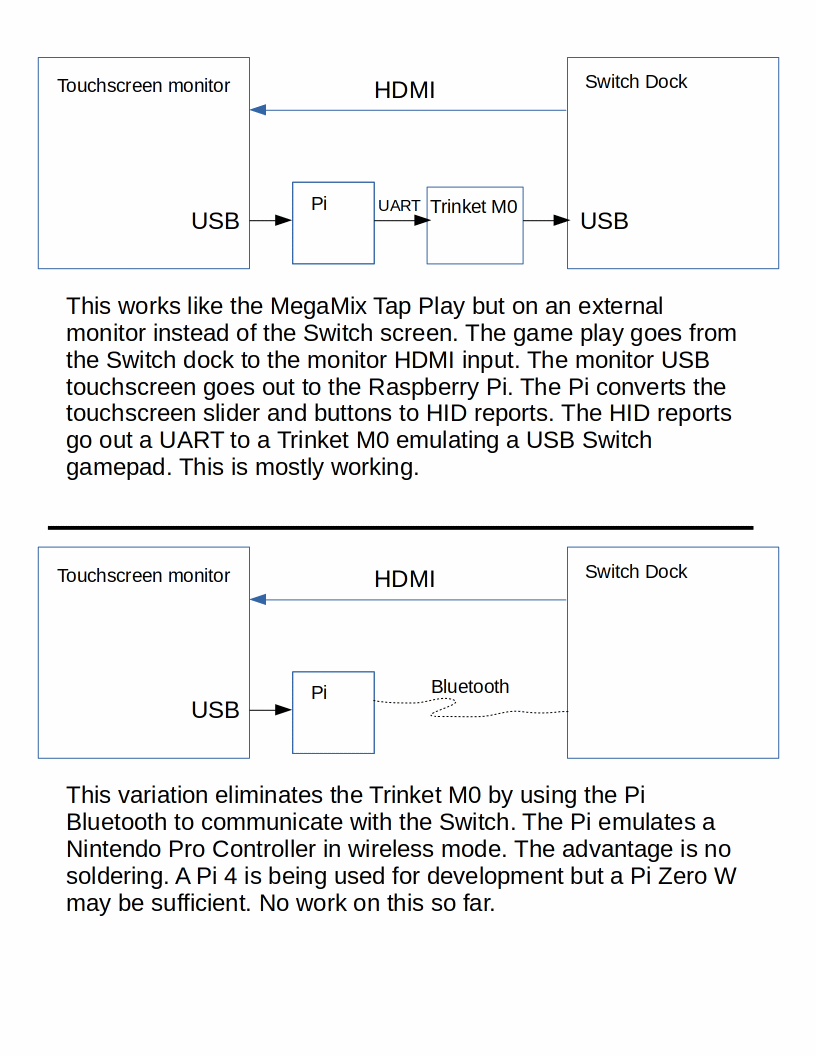 Touchscreen monitor
HDMI
Switch Dock
USB
Pi
UART
Trinket M0
USB
This works like the MegaMix Tap Play but on an external
monitor instead of the Switch screen. The game play goes from
the Switch dock to the monitor HDMI input. The monitor USB
touchscreen goes out to the Raspberry Pi. The Pi converts the
touchscreen slider and buttons to HID reports. The HID reports
go out a UART to a Trinket M0 emulating a USB Switch
gamepad. This is mostly working.
Touchscreen monitor
HDMI
Switch Dock
USB
Pi
Bluetooth
This variation eliminates the Trinket M0 by using the Pi
Bluetooth to communicate with the Switch. The Pi emulates a
Nintendo Pro Controller in wireless mode. The advantage is no
soldering. A Pi 4 is being used for development but a Pi Zero W
may be sufficient. No work on this so far.